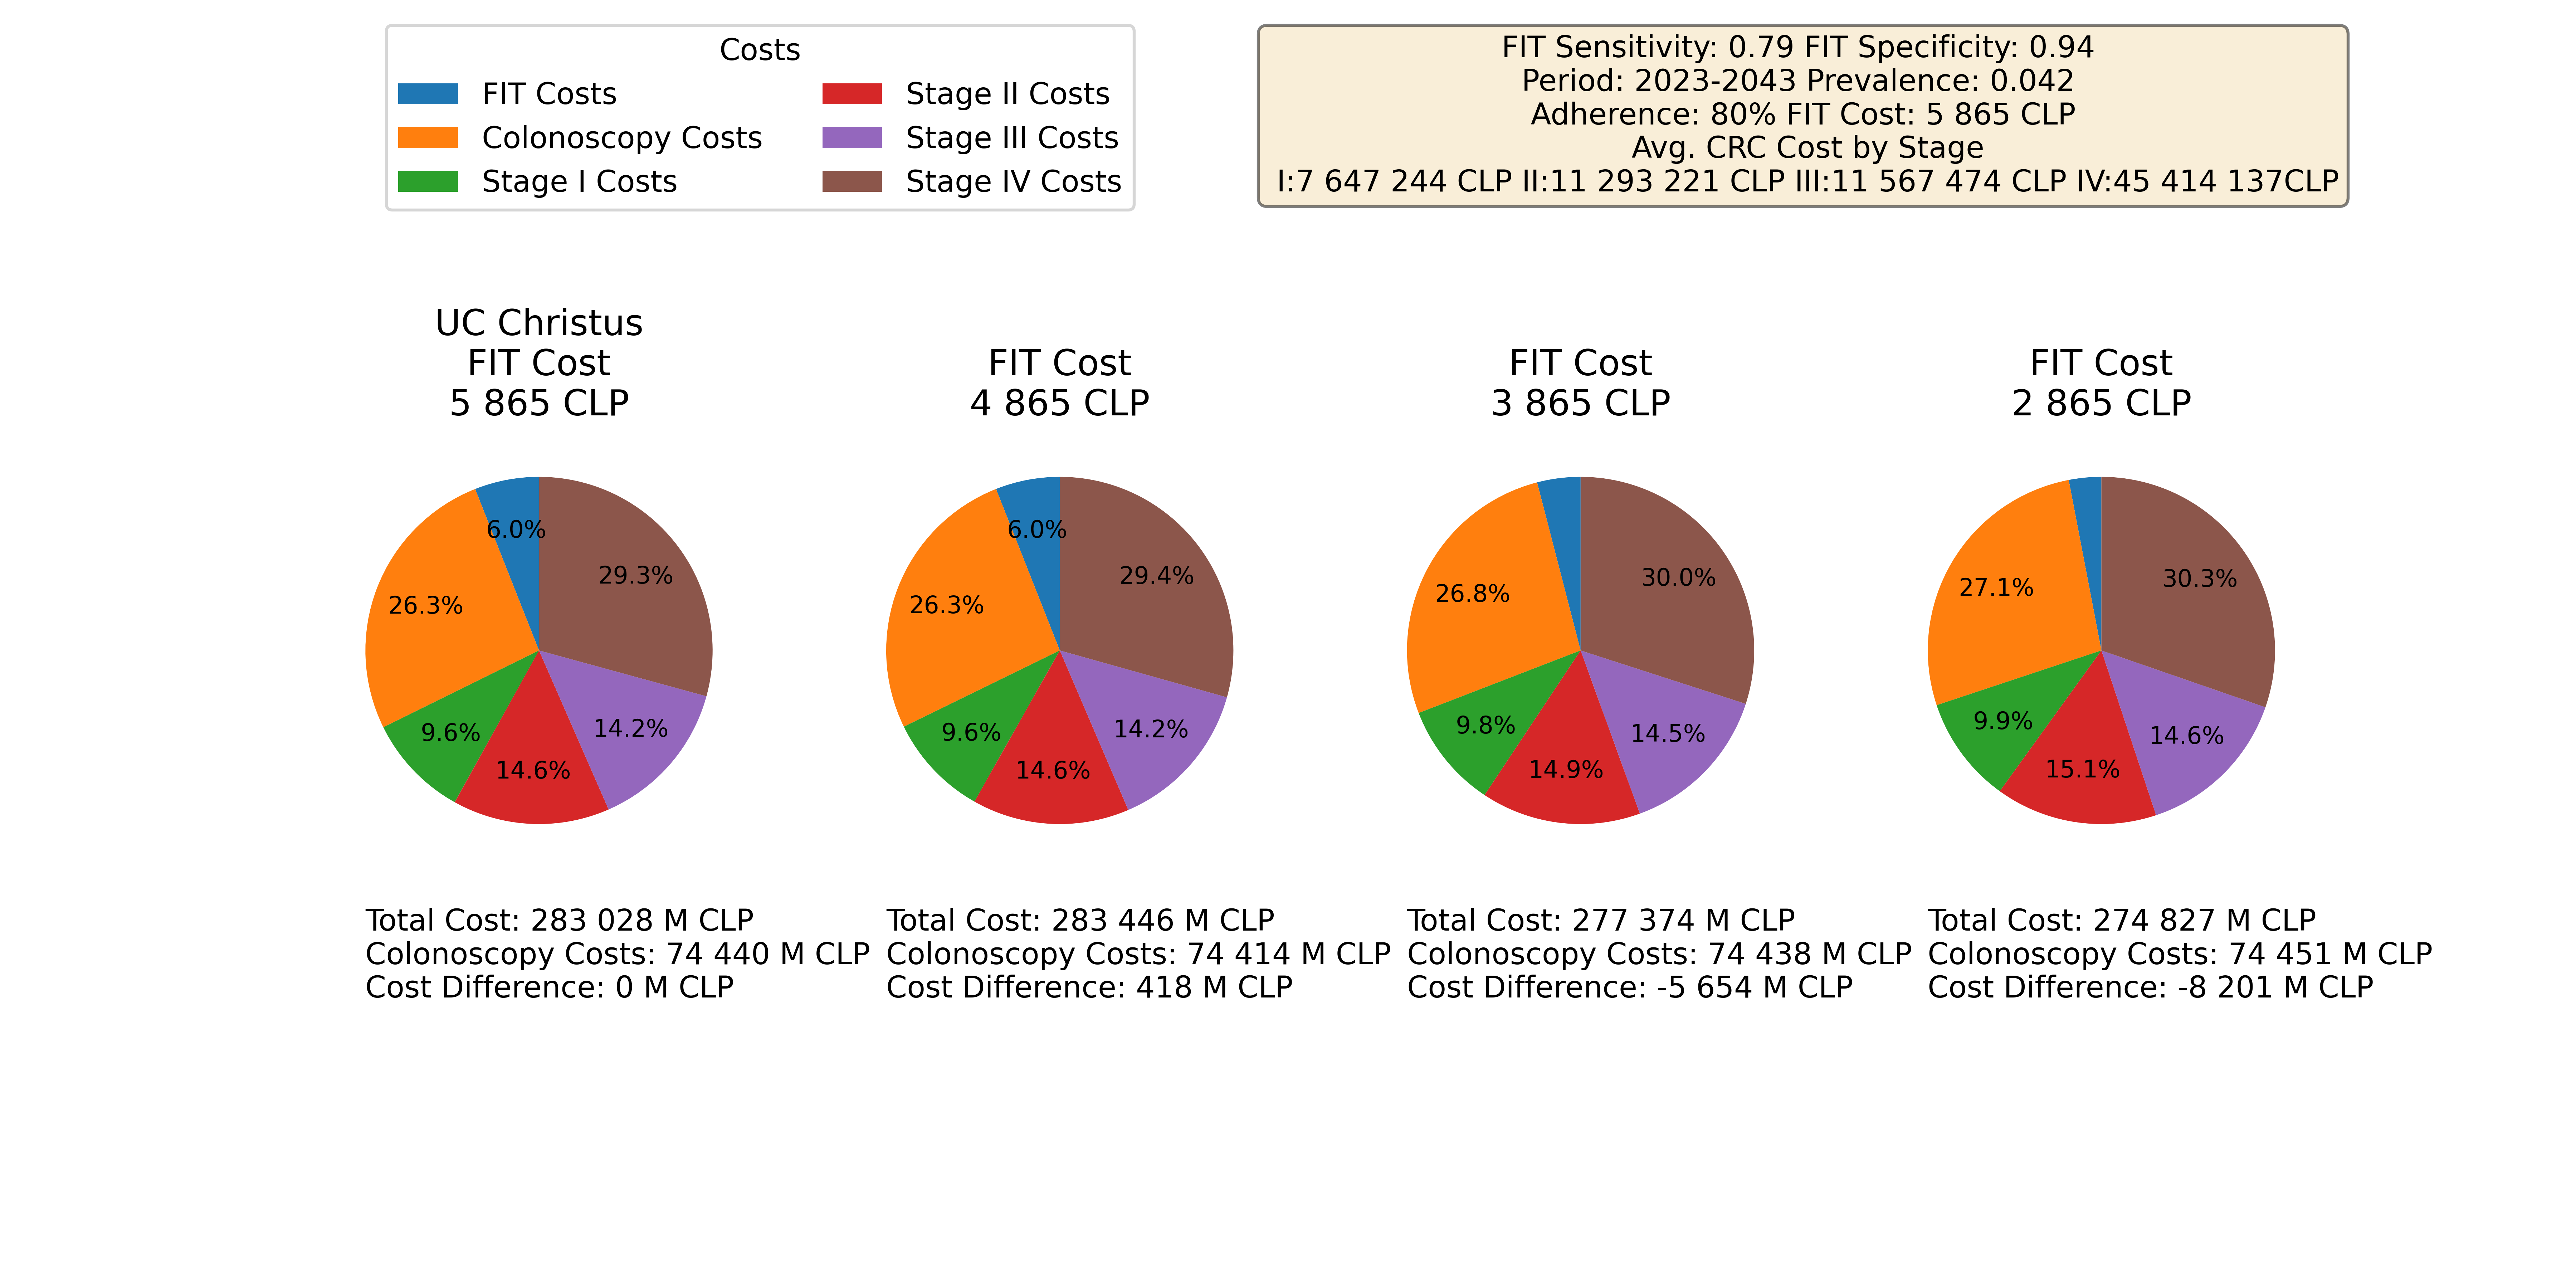 Costs
FIT Costs
Colonoscopy Costs
Stage I Costs
Stage II Costs
Stage III Costs
Stage IV Costs
FIT Sensitivity: 0.79 FIT Specificity: 0.94
Period: 2023-2043 Prevalence: 0.042
Adherence: 80% FIT Cost: 5 865 CLP
Avg. CRC Cost by Stage
I:7 647 244 CLP II:11 293 221 CLP III:11 567 474 CLP IV:45 414 137CLP
UC Christus
FIT Cost
5 865 CLP
6.0%
29.3%
26.3%
9.6%
14.2%
14.6%
Total Cost: 283 028 M CLP
Colonoscopy Costs: 74 440 M CLP
Cost Difference: 0 M CLP
FIT Cost
4 865 CLP
6.0%
29.4%
26.3%
9.6%
14.2%
14.6%
Total Cost: 283 446 M CLP
Colonoscopy Costs: 74 414 M CLP
Cost Difference: 418 M CLP
FIT Cost
3 865 CLP
30.0%
26.8%
9.8%
14.5%
14.9%
Total Cost: 277 374 M CLP
Colonoscopy Costs: 74 438 M CLP
Cost Difference: -5 654 M CLP
FIT Cost
2 865 CLP
30.3%
27.1%
9.9%
14.6%
15.1%
Total Cost: 274 827 M CLP
Colonoscopy Costs: 74 451 M CLP
Cost Difference: -8 201 M CLP